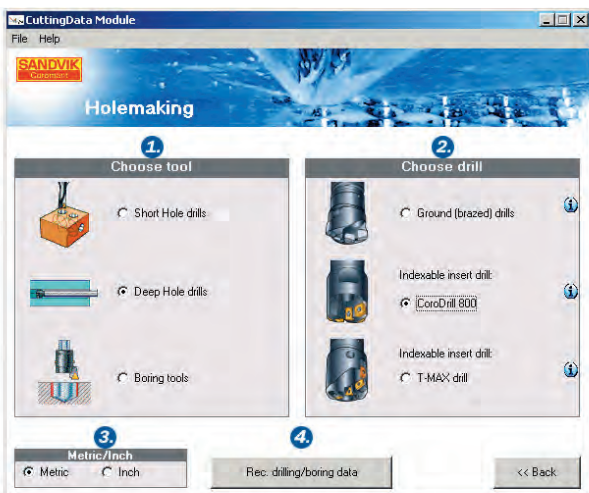 CuttingData Module
File Help
SANDVIK
Coromant
Holemaking
1.
Choose tool
Short Hole drills
Deep Hole drills
Boring tools
2.
Choose drill
Ground (brazed) drills
Indexable insert drill:
CoroDrill 800
Indexable insert drill:
T-MAX drill
3.
Metric/Inch
Metric Inch
4.
Rec. drilling/boring data
<< Back